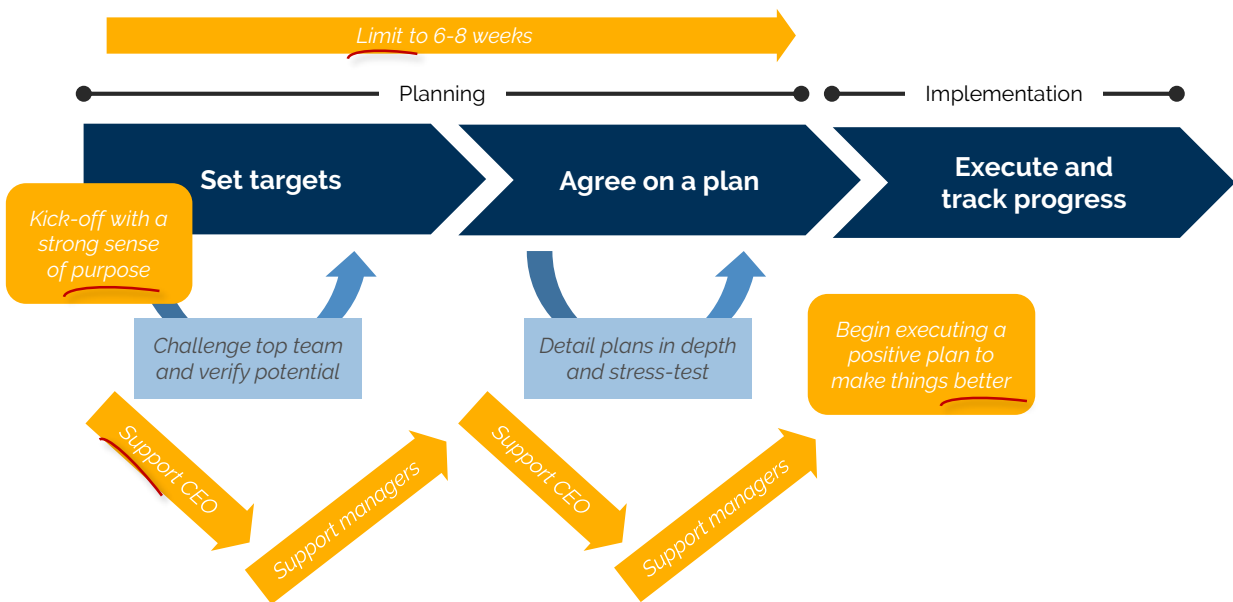 Limit to 6-8 weeks
Planning
Implementation
Set targets
Agree on a plan
Execute and
track progress
Kick-off with a
strong sense
of purpose
Challenge top team
and verify potential
Detail plans in depth
and stress-test
Begin executing a
positive plan to
make things better
Support CEO
Support managers
Support CEO
Support managers